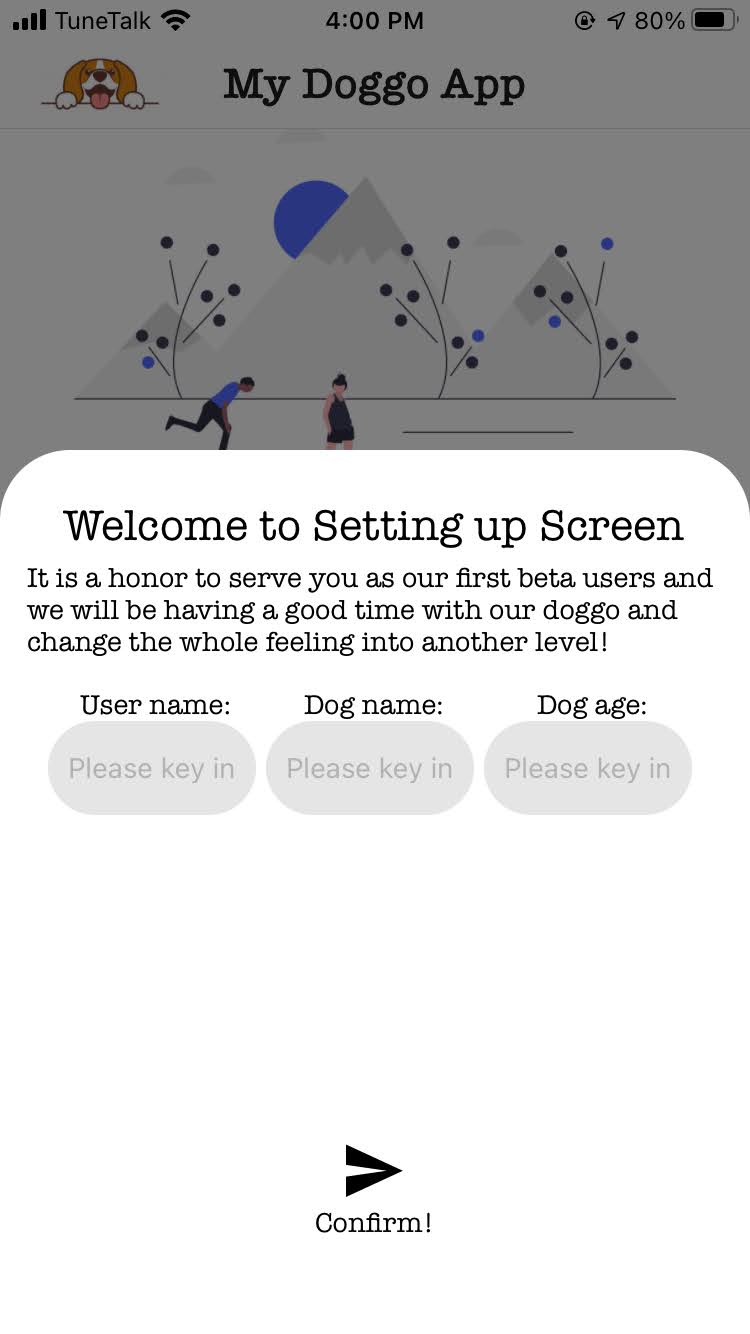 TuneTalk 4:00 PM 80%
My Doggo App
Welcome to Setting up Screen
It is a honor to serve you as our first beta users and
we will be having a good time with our doggo and
change the whole feeling into another level!
User name: Dog name: Dog age:
Please key in Please key in Please key in
Confirm!